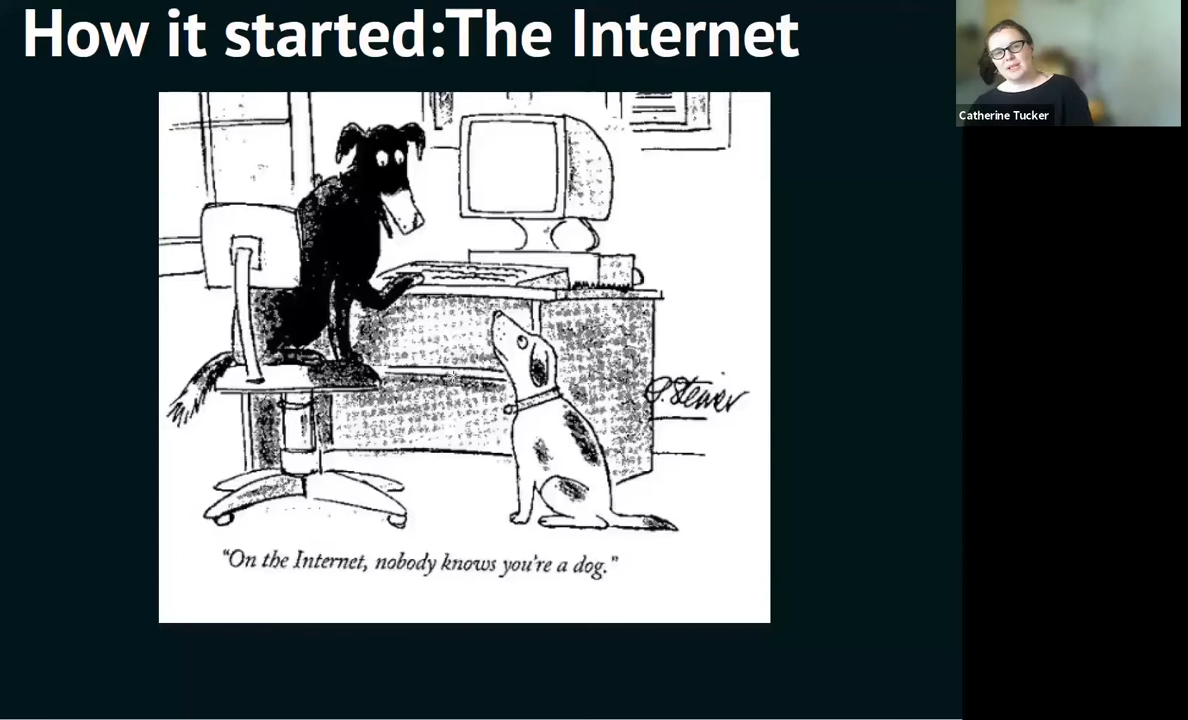 How it started:The Internet
Catherine Tucker
P. Steiner
“On the Internet, nobody knows you're a dog.”